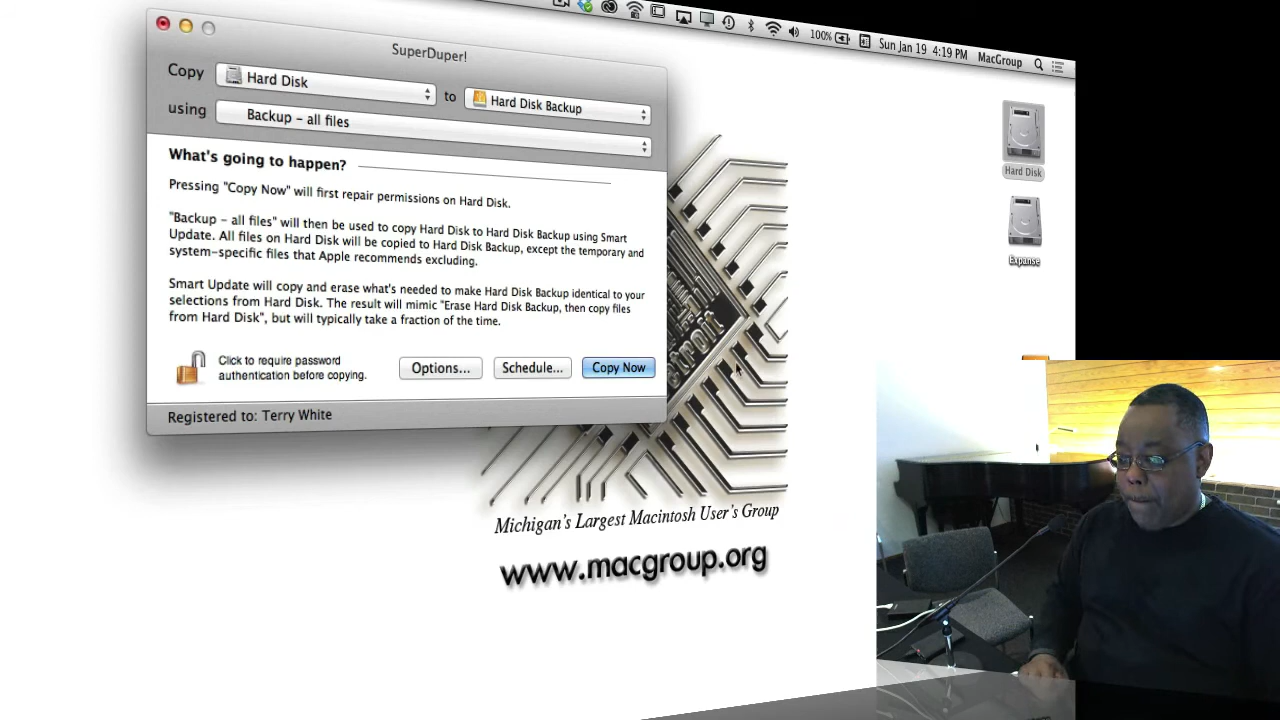 100%
Sun Jan 19 4:19 PM MacGroup
SuperDuper!
Copy Hard Disk to Hard Disk Backup
using Backup - all files
What's going to happen?
Pressing "Copy Now" will first repair permissions on Hard Disk.
"Backup - all files" will then be used to copy Hard Disk to Hard Disk Backup using Smart
Update. All files on Hard Disk will be copied to Hard Disk Backup, except the temporary and
system-specific files that Apple recommends excluding.
Smart Update will copy and erase what's needed to make Hard Disk Backup identical to your
selections from Hard Disk. The result will mimic "Erase Hard Disk Backup, then copy files
from Hard Disk", but will typically take a fraction of the time.
Click to require password
authentication before copying.
Options... Schedule... Copy Now
Registered to: Terry White
Hard Disk
Expanse
Michigan's Largest Macintosh User's Group
www.macgroup.org